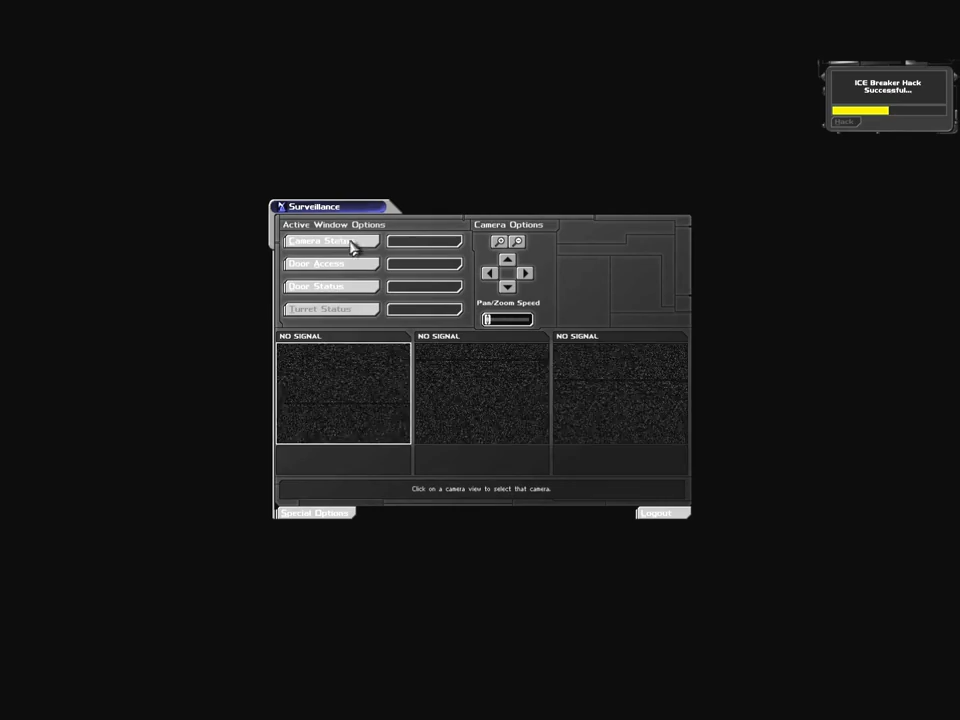 ICE Breaker Hack
Successful...
Hack
Surveillance
Active Window Options
Camera Options
Camera Status
Door Access
Door Status
Turret Status
Pan/Zoom Speed
NO SIGNAL
NO SIGNAL
NO SIGNAL
Click on a camera view to select that camera.
Special Options
Logout